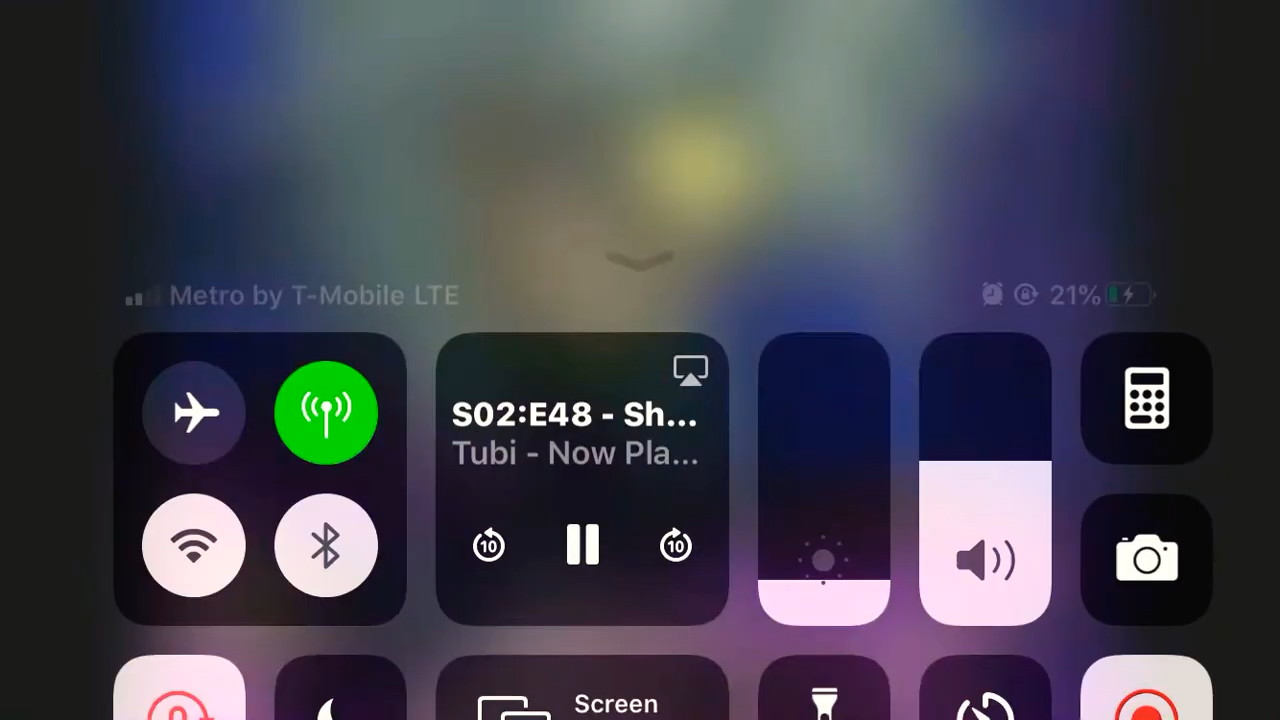 Metro by T-Mobile LTE
21%
S02:E48 - Sh...
Tubi - Now Pla...
10
10
Screen